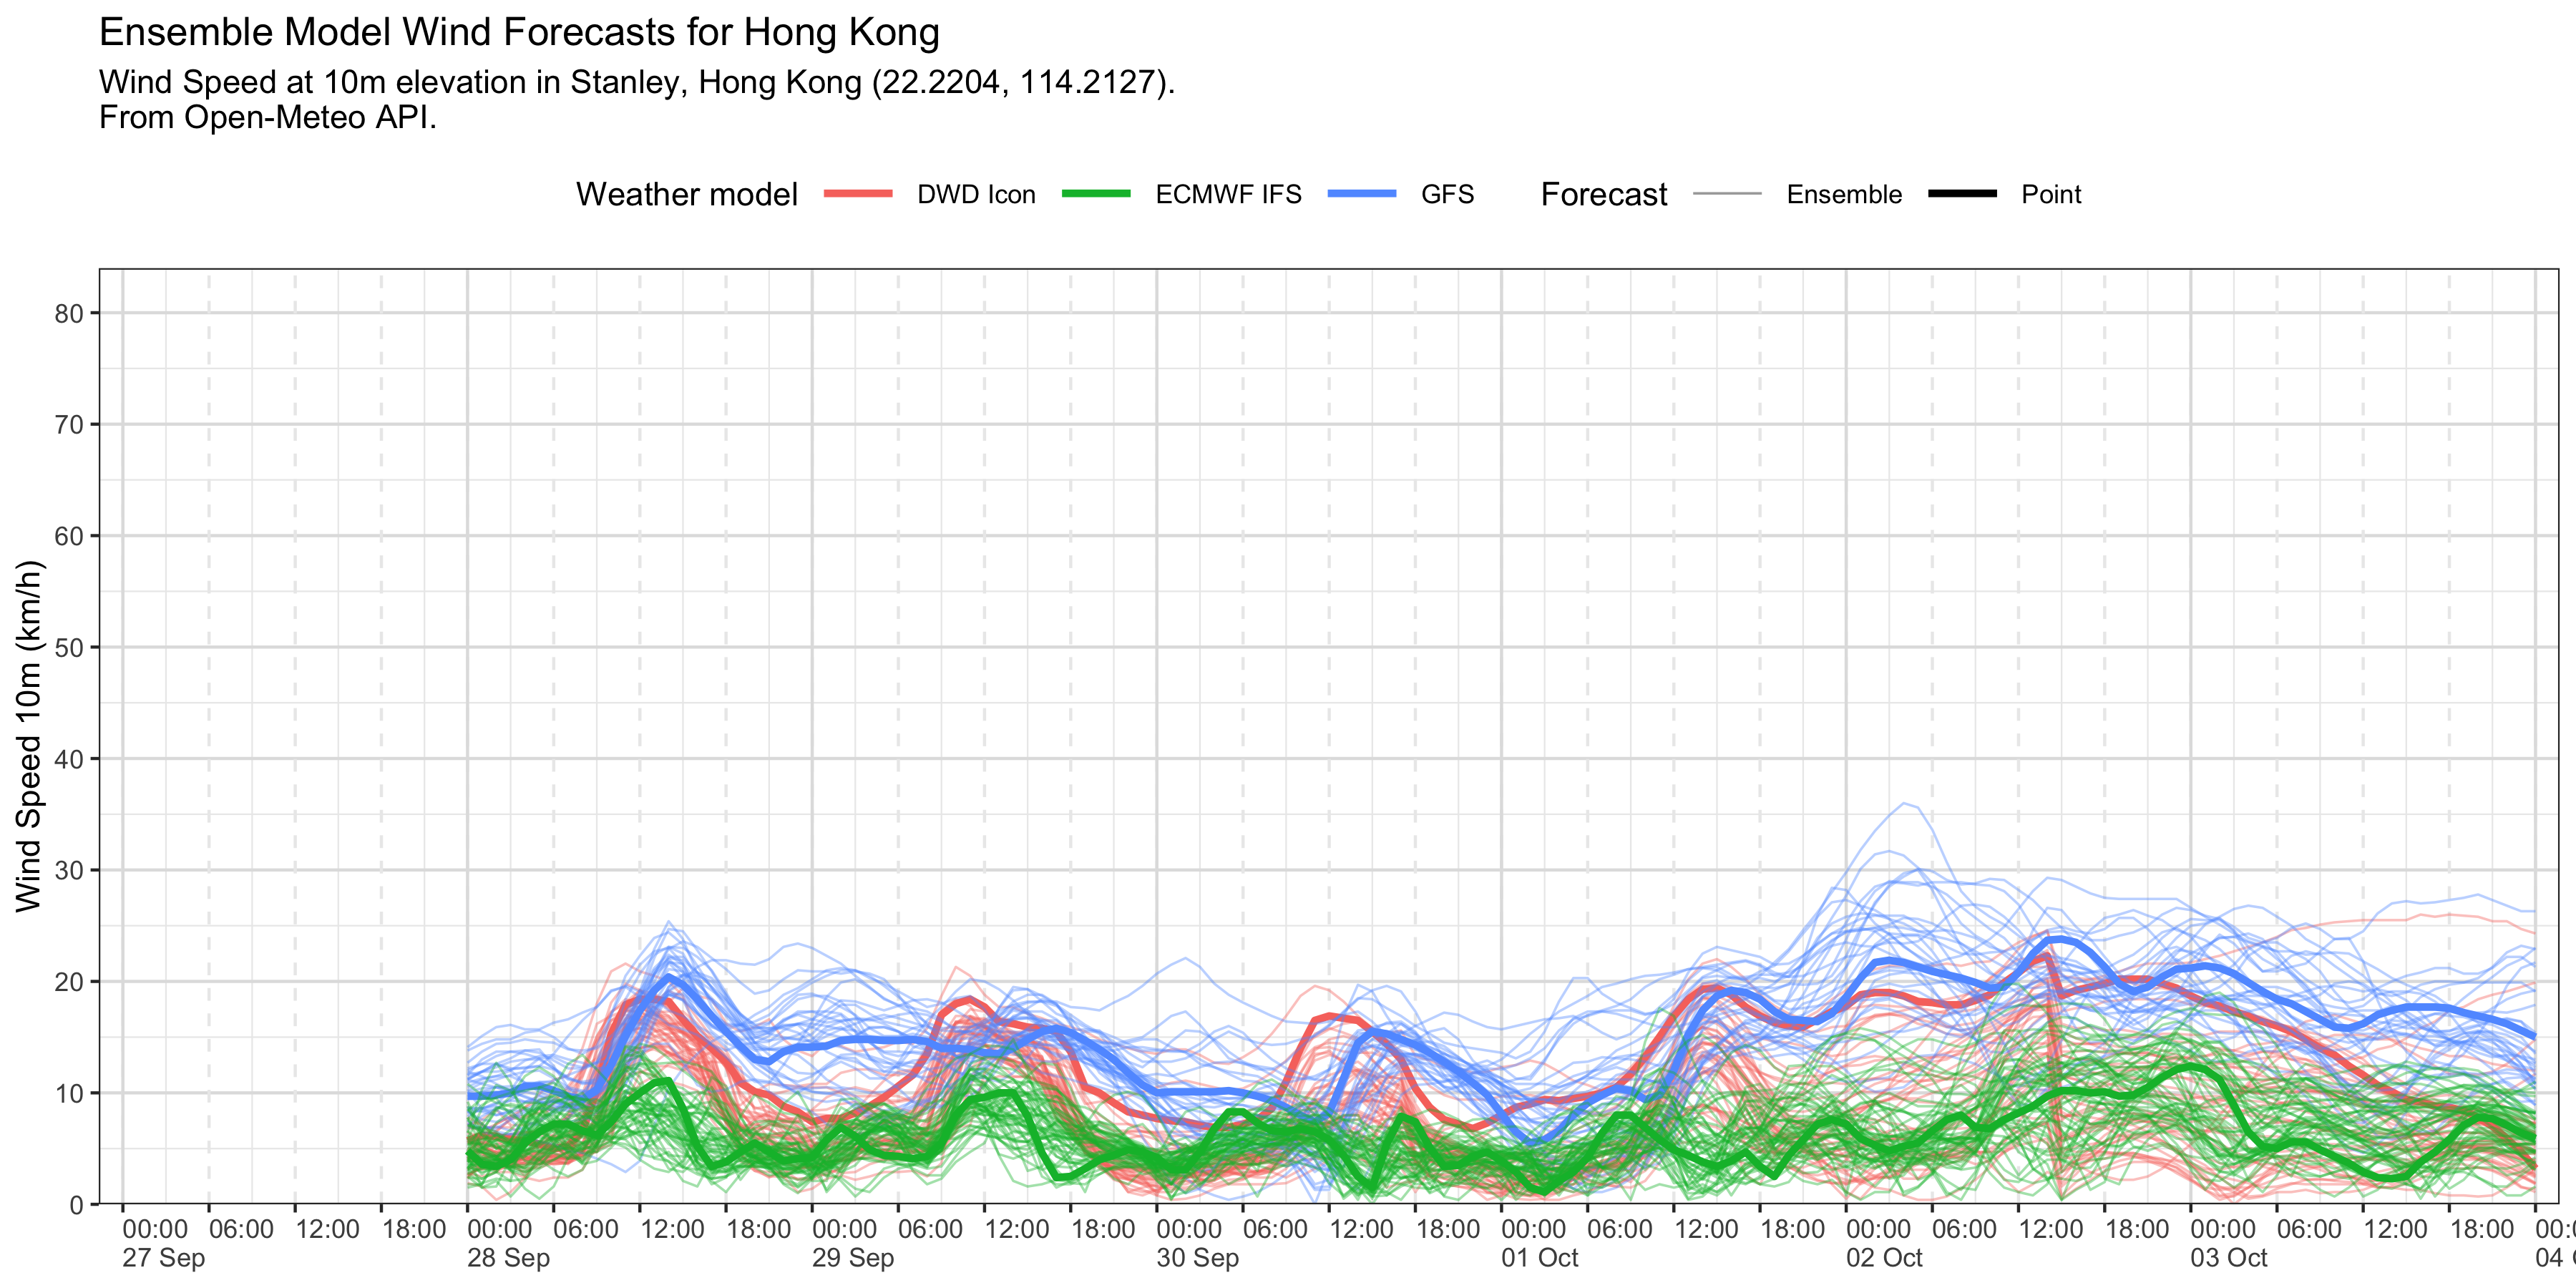 Ensemble Model Wind Forecasts for Hong Kong
Wind Speed at 10m elevation in Stanley, Hong Kong (22.2204, 114.2127).
From Open-Meteo API.
Weather model DWD Icon ECMWF IFS GFS Forecast Ensemble Point
Wind Speed 10m (km/h)
80
70
60
50
40
30
20
10
0
00:00 06:00 12:00 18:00 00:00 06:00 12:00 18:00 00:00 06:00 12:00 18:00 00:00 06:00 12:00 18:00 00:00 06:00 12:00 18:00 00:00 06:00 12:00 18:00 00:00 06:00 12:00 18:00
27 Sep 28 Sep 29 Sep 30 Sep 01 Oct 02 Oct 03 Oct 04